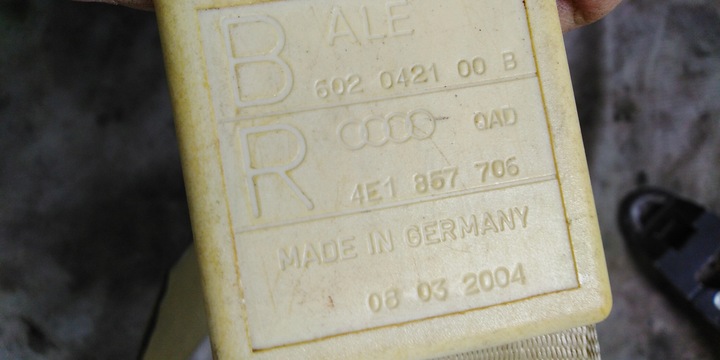 B ALE
602 0421 00 B
R QAD
4E1 857 706
MADE IN GERMANY
08 03 2004